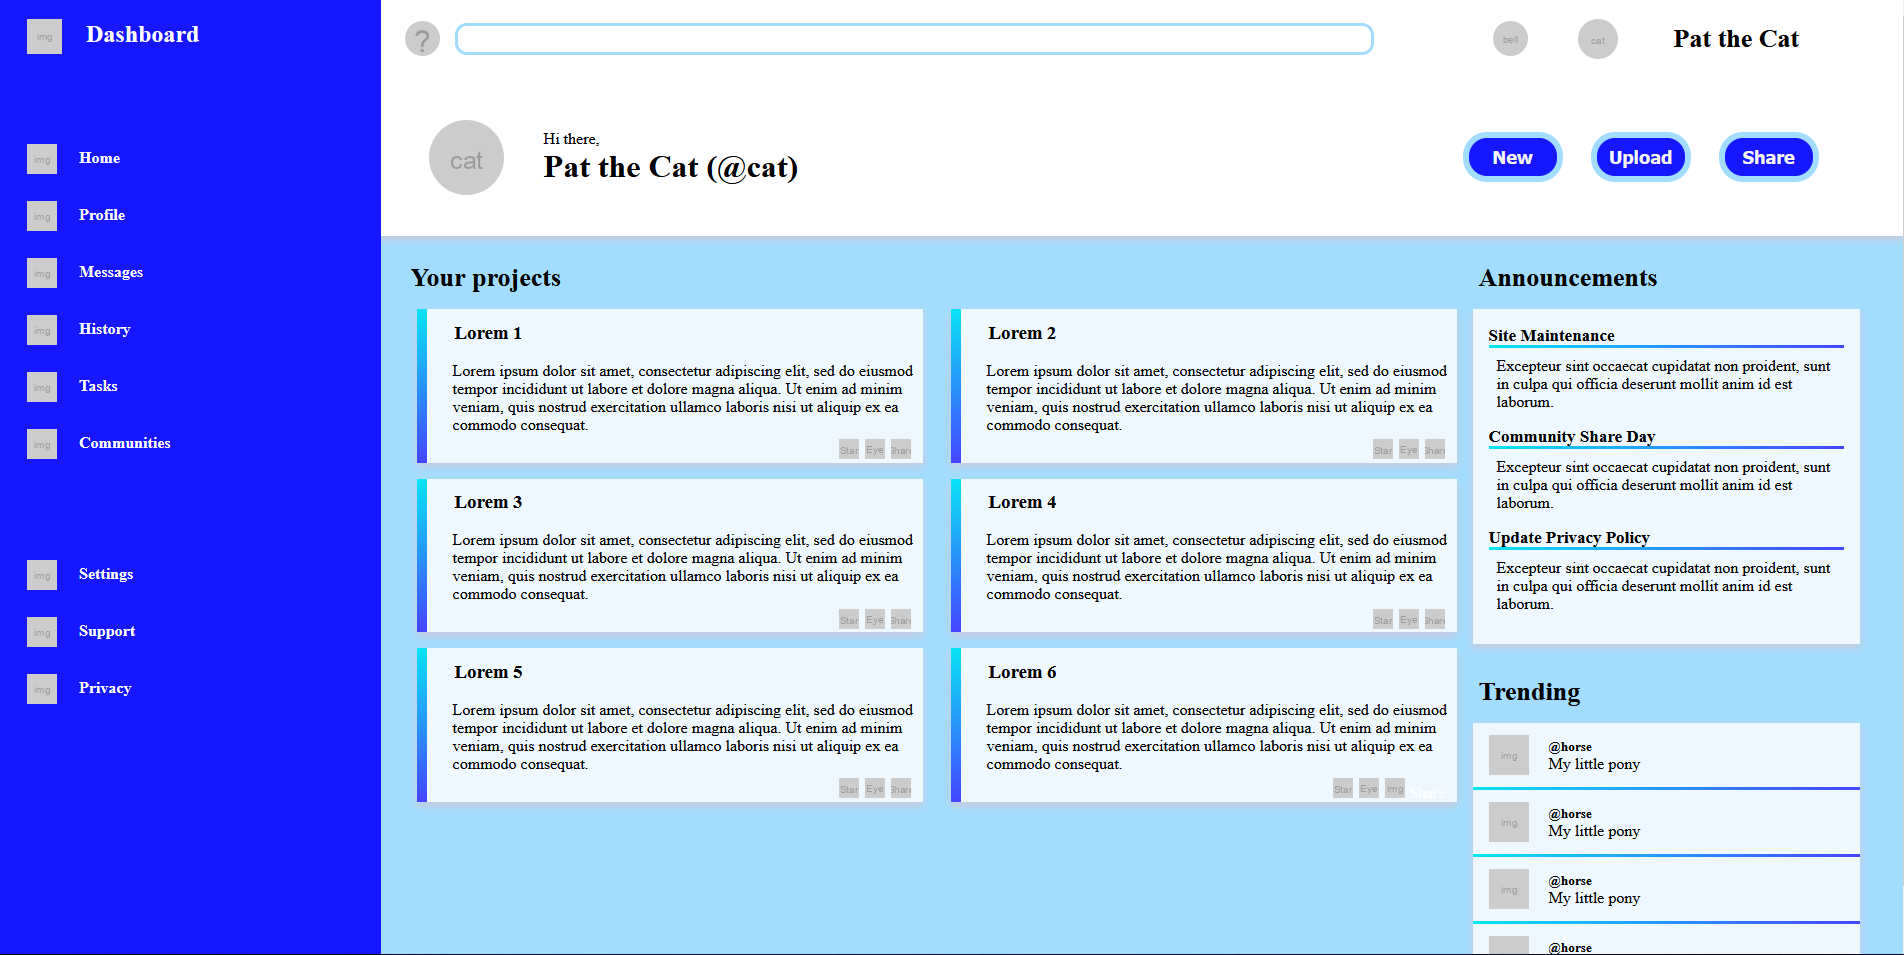 img Dashboard
img Home
img Profile
img Messages
img History
img Tasks
img Communities
img Settings
img Support
img Privacy
?
bell
cat
Pat the Cat
cat
Hi there,
Pat the Cat (@cat)
New
Upload
Share
Your projects
Lorem 1
Lorem ipsum dolor sit amet, consectetur adipiscing elit, sed do eiusmod
tempor incididunt ut labore et dolore magna aliqua. Ut enim ad minim
veniam, quis nostrud exercitation ullamco laboris nisi ut aliquip ex ea
commodo consequat.
Star Eye Share
Lorem 2
Lorem ipsum dolor sit amet, consectetur adipiscing elit, sed do eiusmod
tempor incididunt ut labore et dolore magna aliqua. Ut enim ad minim
veniam, quis nostrud exercitation ullamco laboris nisi ut aliquip ex ea
commodo consequat.
Star Eye Share
Lorem 3
Lorem ipsum dolor sit amet, consectetur adipiscing elit, sed do eiusmod
tempor incididunt ut labore et dolore magna aliqua. Ut enim ad minim
veniam, quis nostrud exercitation ullamco laboris nisi ut aliquip ex ea
commodo consequat.
Star Eye Share
Lorem 4
Lorem ipsum dolor sit amet, consectetur adipiscing elit, sed do eiusmod
tempor incididunt ut labore et dolore magna aliqua. Ut enim ad minim
veniam, quis nostrud exercitation ullamco laboris nisi ut aliquip ex ea
commodo consequat.
Star Eye Share
Lorem 5
Lorem ipsum dolor sit amet, consectetur adipiscing elit, sed do eiusmod
tempor incididunt ut labore et dolore magna aliqua. Ut enim ad minim
veniam, quis nostrud exercitation ullamco laboris nisi ut aliquip ex ea
commodo consequat.
Star Eye Share
Lorem 6
Lorem ipsum dolor sit amet, consectetur adipiscing elit, sed do eiusmod
tempor incididunt ut labore et dolore magna aliqua. Ut enim ad minim
veniam, quis nostrud exercitation ullamco laboris nisi ut aliquip ex ea
commodo consequat.
Star Eye img Share
Announcements
Site Maintenance
Excepteur sint occaecat cupidatat non proident, sunt
in culpa qui officia deserunt mollit anim id est
laborum.
Community Share Day
Excepteur sint occaecat cupidatat non proident, sunt
in culpa qui officia deserunt mollit anim id est
laborum.
Update Privacy Policy
Excepteur sint occaecat cupidatat non proident, sunt
in culpa qui officia deserunt mollit anim id est
laborum.
Trending
img
@horse
My little pony
img
@horse
My little pony
img
@horse
My little pony
@horse